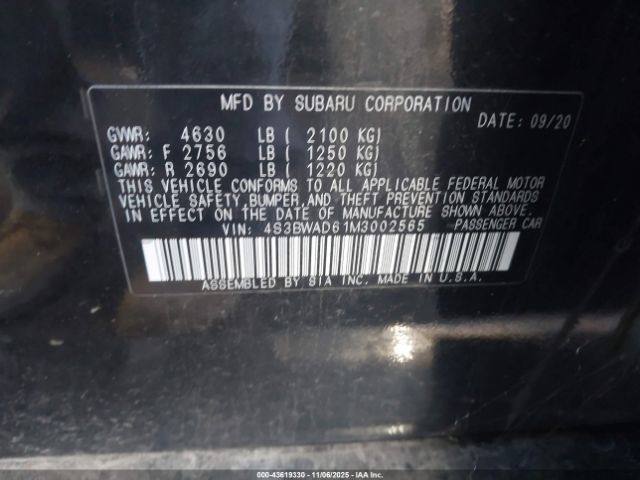 MFD BY SUBARU CORPORATION
DATE: 09/20
GVWR: 4630 LB ( 2100 KG)
GAWR: F 2756 LB ( 1250 KG)
GAWR: R 2690 LB ( 1220 KG)
THIS VEHICLE CONFORMS TO ALL APPLICABLE FEDERAL MOTOR
VEHICLE SAFETY, BUMPER, AND THEFT PREVENTION STANDARDS
IN EFFECT ON THE DATE OF MANUFACTURE SHOWN ABOVE.
VIN: 4S3BWAD61M3002565 PASSENGER CAR
ASSEMBLED BY SIA INC. MADE IN U.S.A.
000-43619330 - 11/06/2025 - IAAI.COM